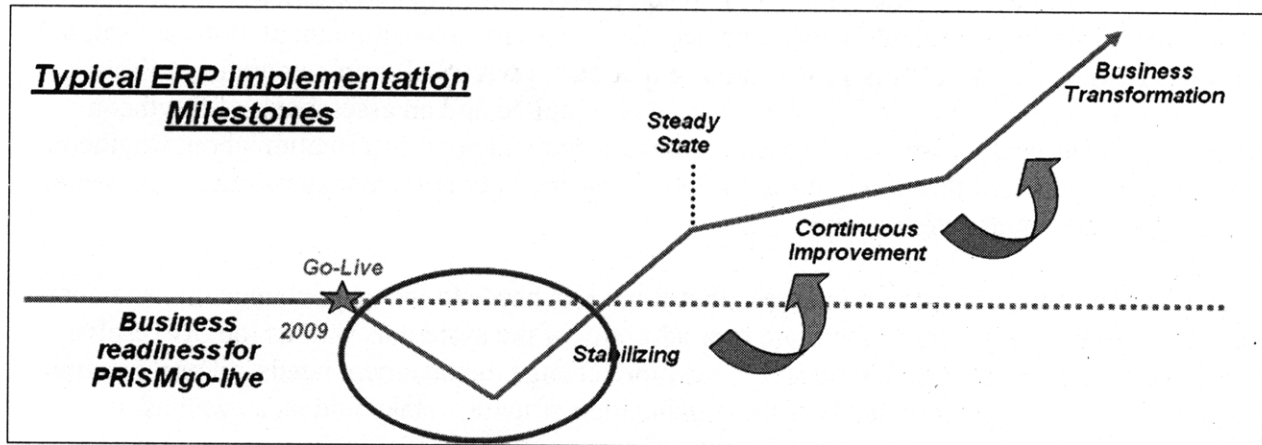 Typical ERP Implementation
Milestones
Business
Transformation
Steady
State
Continuous
Improvement
Go-Live
2009
Stabilizing
Business
readiness for
PRISMgo-live